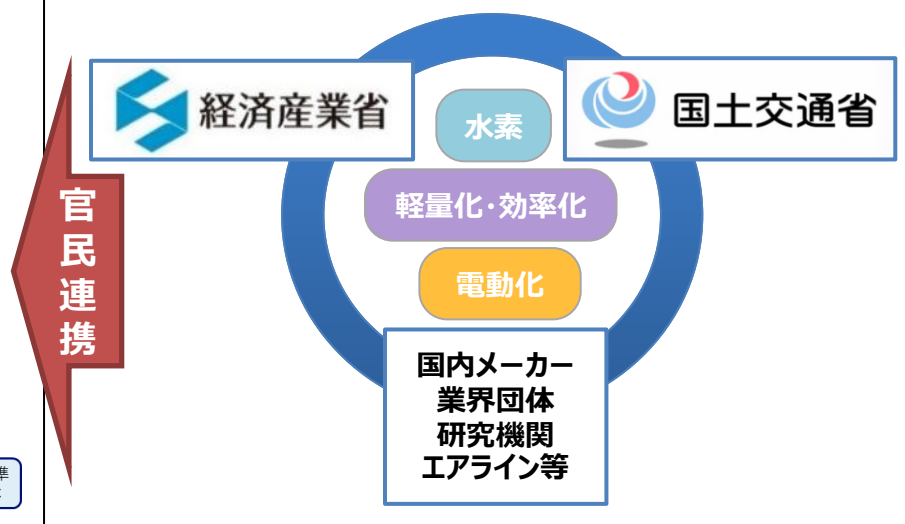 経済産業省
国土交通省
水素
軽量化・効率化
電動化
官民連携
国内メーカー
業界団体
研究機関
エアライン等
準